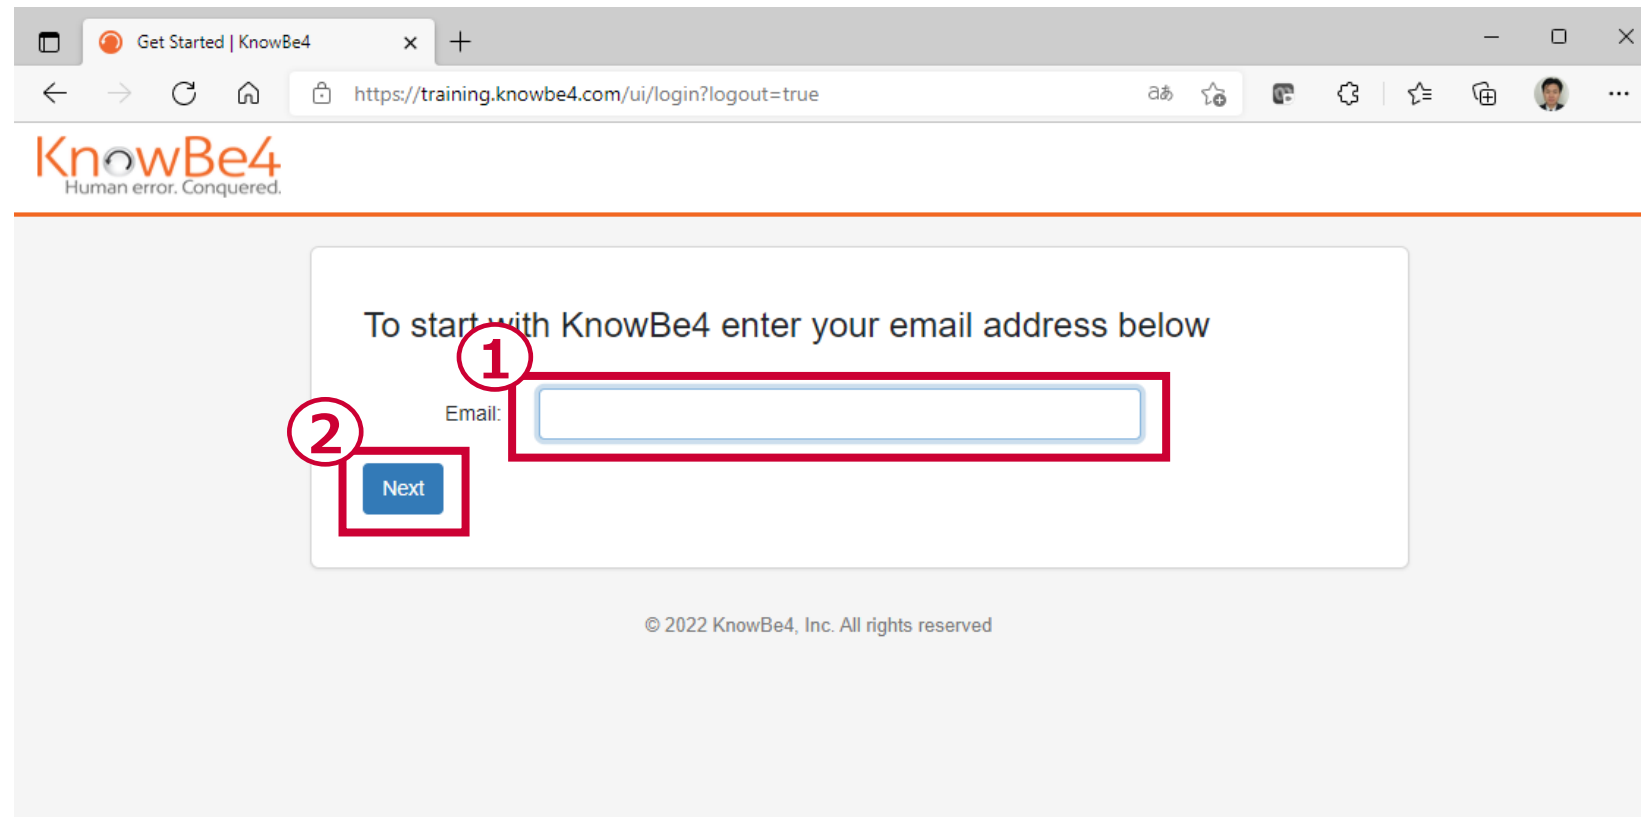 Get Started | KnowBe4
https://training.knowbe4.com/ui/login?logout=true
aあ
KnowBe4
Human error. Conquered.
To start with KnowBe4 enter your email address below
①
Email:
②
Next
© 2022 KnowBe4, Inc. All rights reserved